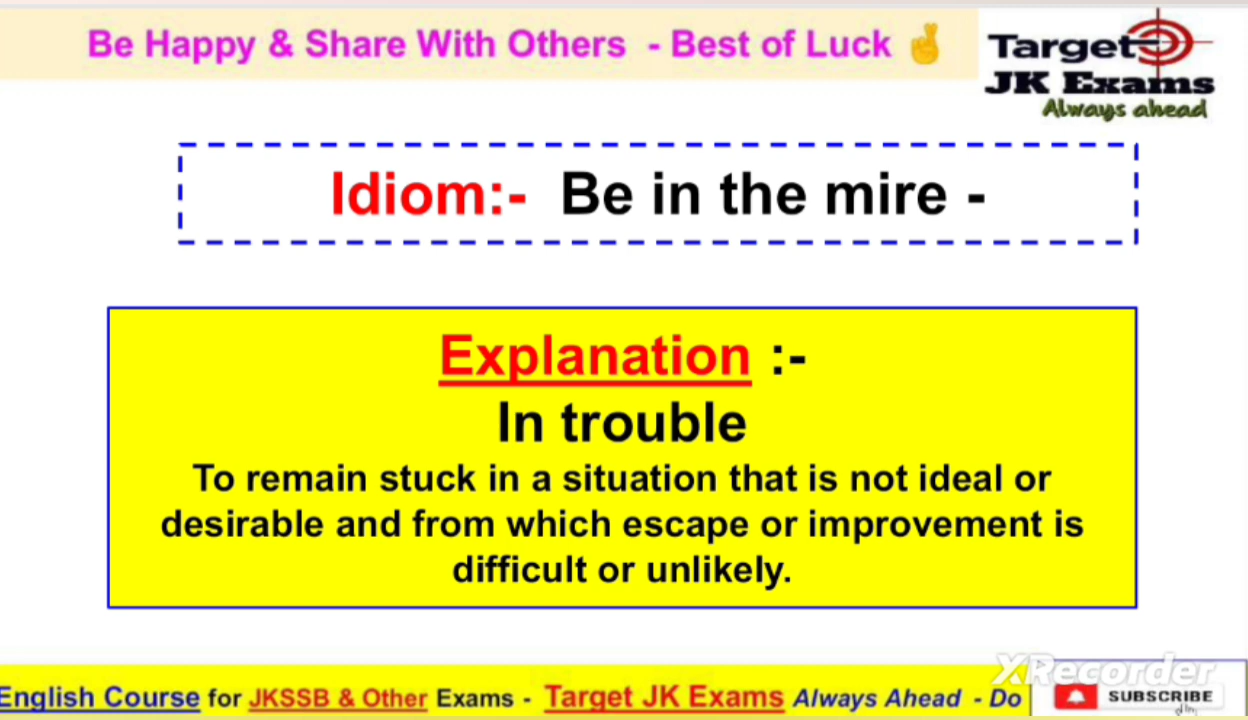 Be Happy & Share With Others - Best of Luck 🤞
Target
JK Exams
Always ahead
Idiom:- Be in the mire -
Explanation :-
In trouble
To remain stuck in a situation that is not ideal or
desirable and from which escape or improvement is
difficult or unlikely.
XRecorder
English Course for JKSSB & Other Exams - Target JK Exams Always Ahead - Do
SUBSCRIBE